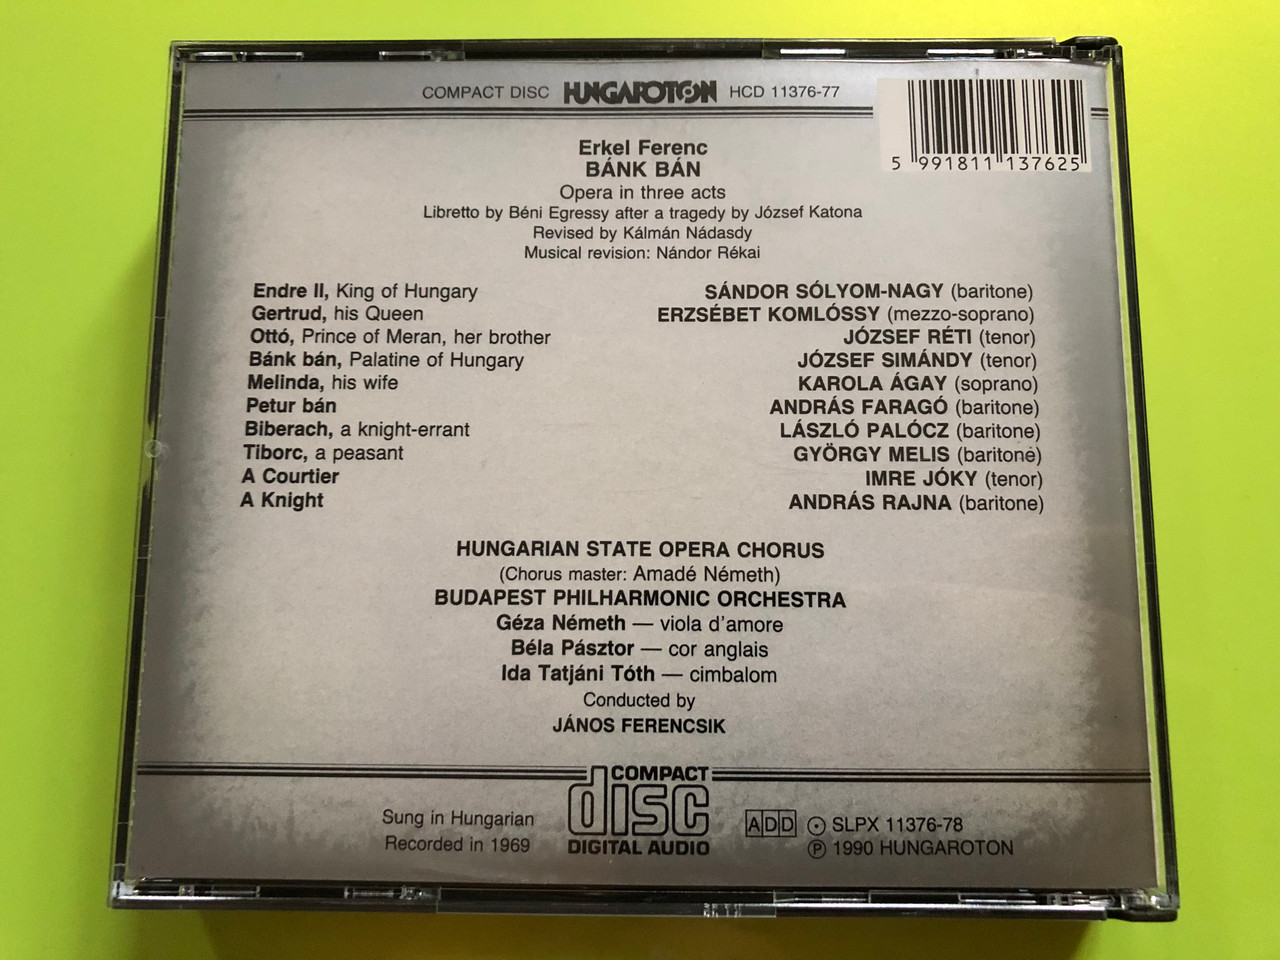 COMPACT DISC HUNGAROTON HCD 11376-77
5 991811 137625
Erkel Ferenc
BÁNK BÁN
Opera in three acts
Libretto by Béni Egressy after a tragedy by József Katona
Revised by Kálmán Nádasdy
Musical revision: Nándor Rékai
Endre II, King of Hungary SÁNDOR SÓLYOM-NAGY (baritone)
Gertrud, his Queen ERZSÉBET KOMLÓSSY (mezzo-soprano)
Ottó, Prince of Meran, her brother JÓZSEF RÉTI (tenor)
Bánk bán, Palatine of Hungary JÓZSEF SIMÁNDY (tenor)
Melinda, his wife KAROLA ÁGAY (soprano)
Petur bán ANDRÁS FARAGÓ (baritone)
Biberach, a knight-errant LÁSZLÓ PALÓCZ (baritone)
Tiborc, a peasant GYÖRGY MELIS (baritone)
A Courtier IMRE JÓKY (tenor)
A Knight ANDRÁS RAJNA (baritone)
HUNGARIAN STATE OPERA CHORUS
(Chorus master: Amadé Németh)
BUDAPEST PHILHARMONIC ORCHESTRA
Géza Németh — viola d'amore
Béla Pásztor — cor anglais
Ida Tatjáni Tóth — cimbalom
Conducted by
JÁNOS FERENCSIK
Sung in Hungarian
Recorded in 1969
COMPACT
disc
DIGITAL AUDIO
ADD
SLPX 11376-78
℗ 1990 HUNGAROTON